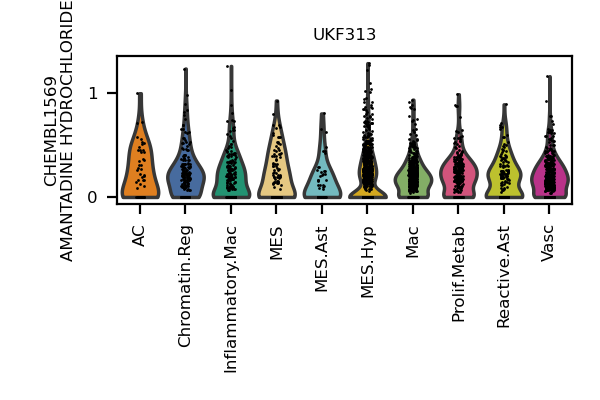 UKF313
CHEMBL1569
AMANTADINE HYDROCHLORIDE
1
0
AC
Chromatin.Reg
Inflammatory.Mac
MES
MES.Ast
MES.Hyp
Mac
Prolif.Metab
Reactive.Ast
Vasc